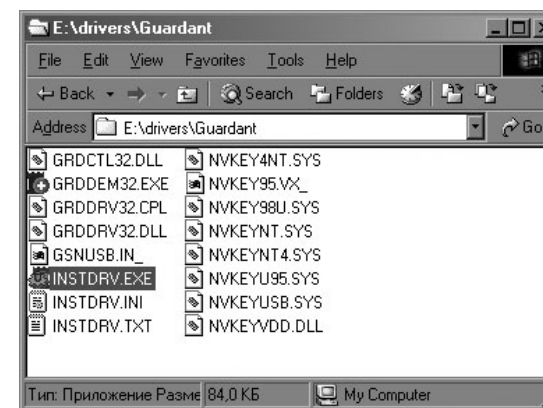 E:\drivers\Guardant
File Edit View Favorites Tools Help
Back Search Folders
Address E:\drivers\Guardant Go
GRDCTL32.DLL NVKEY4NT.SYS
GRDDEM32.EXE NVKEY95.VX_
GRDDRV32.CPL NVKEY98U.SYS
GRDDRV32.DLL NVKEYNT.SYS
GSNUSB.IN_ NVKEYNT4.SYS
INSTDRV.EXE NVKEYU95.SYS
INSTDRV.INI NVKEYUSB.SYS
INSTDRV.TXT NVKEYVDD.DLL
Тип: Приложение Разме 84,0 КБ My Computer